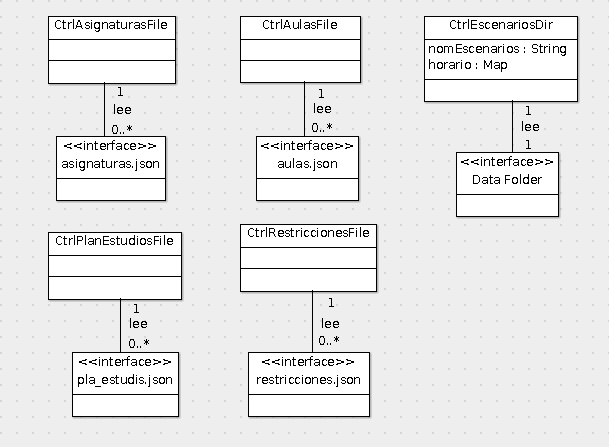 CtrlAsignaturasFile
1
lee
0..*
<<interface>>
asignaturas.json
CtrlAulasFile
1
lee
0..*
<<interface>>
aulas.json
CtrlEscenariosDir
nomEscenarios : String
horario : Map
1
lee
1
<<interface>>
Data Folder
CtrlPlanEstudiosFile
1
lee
0..*
<<interface>>
pla_estudis.json
CtrlRestriccionesFile
1
lee
0..*
<<interface>>
restricciones.json